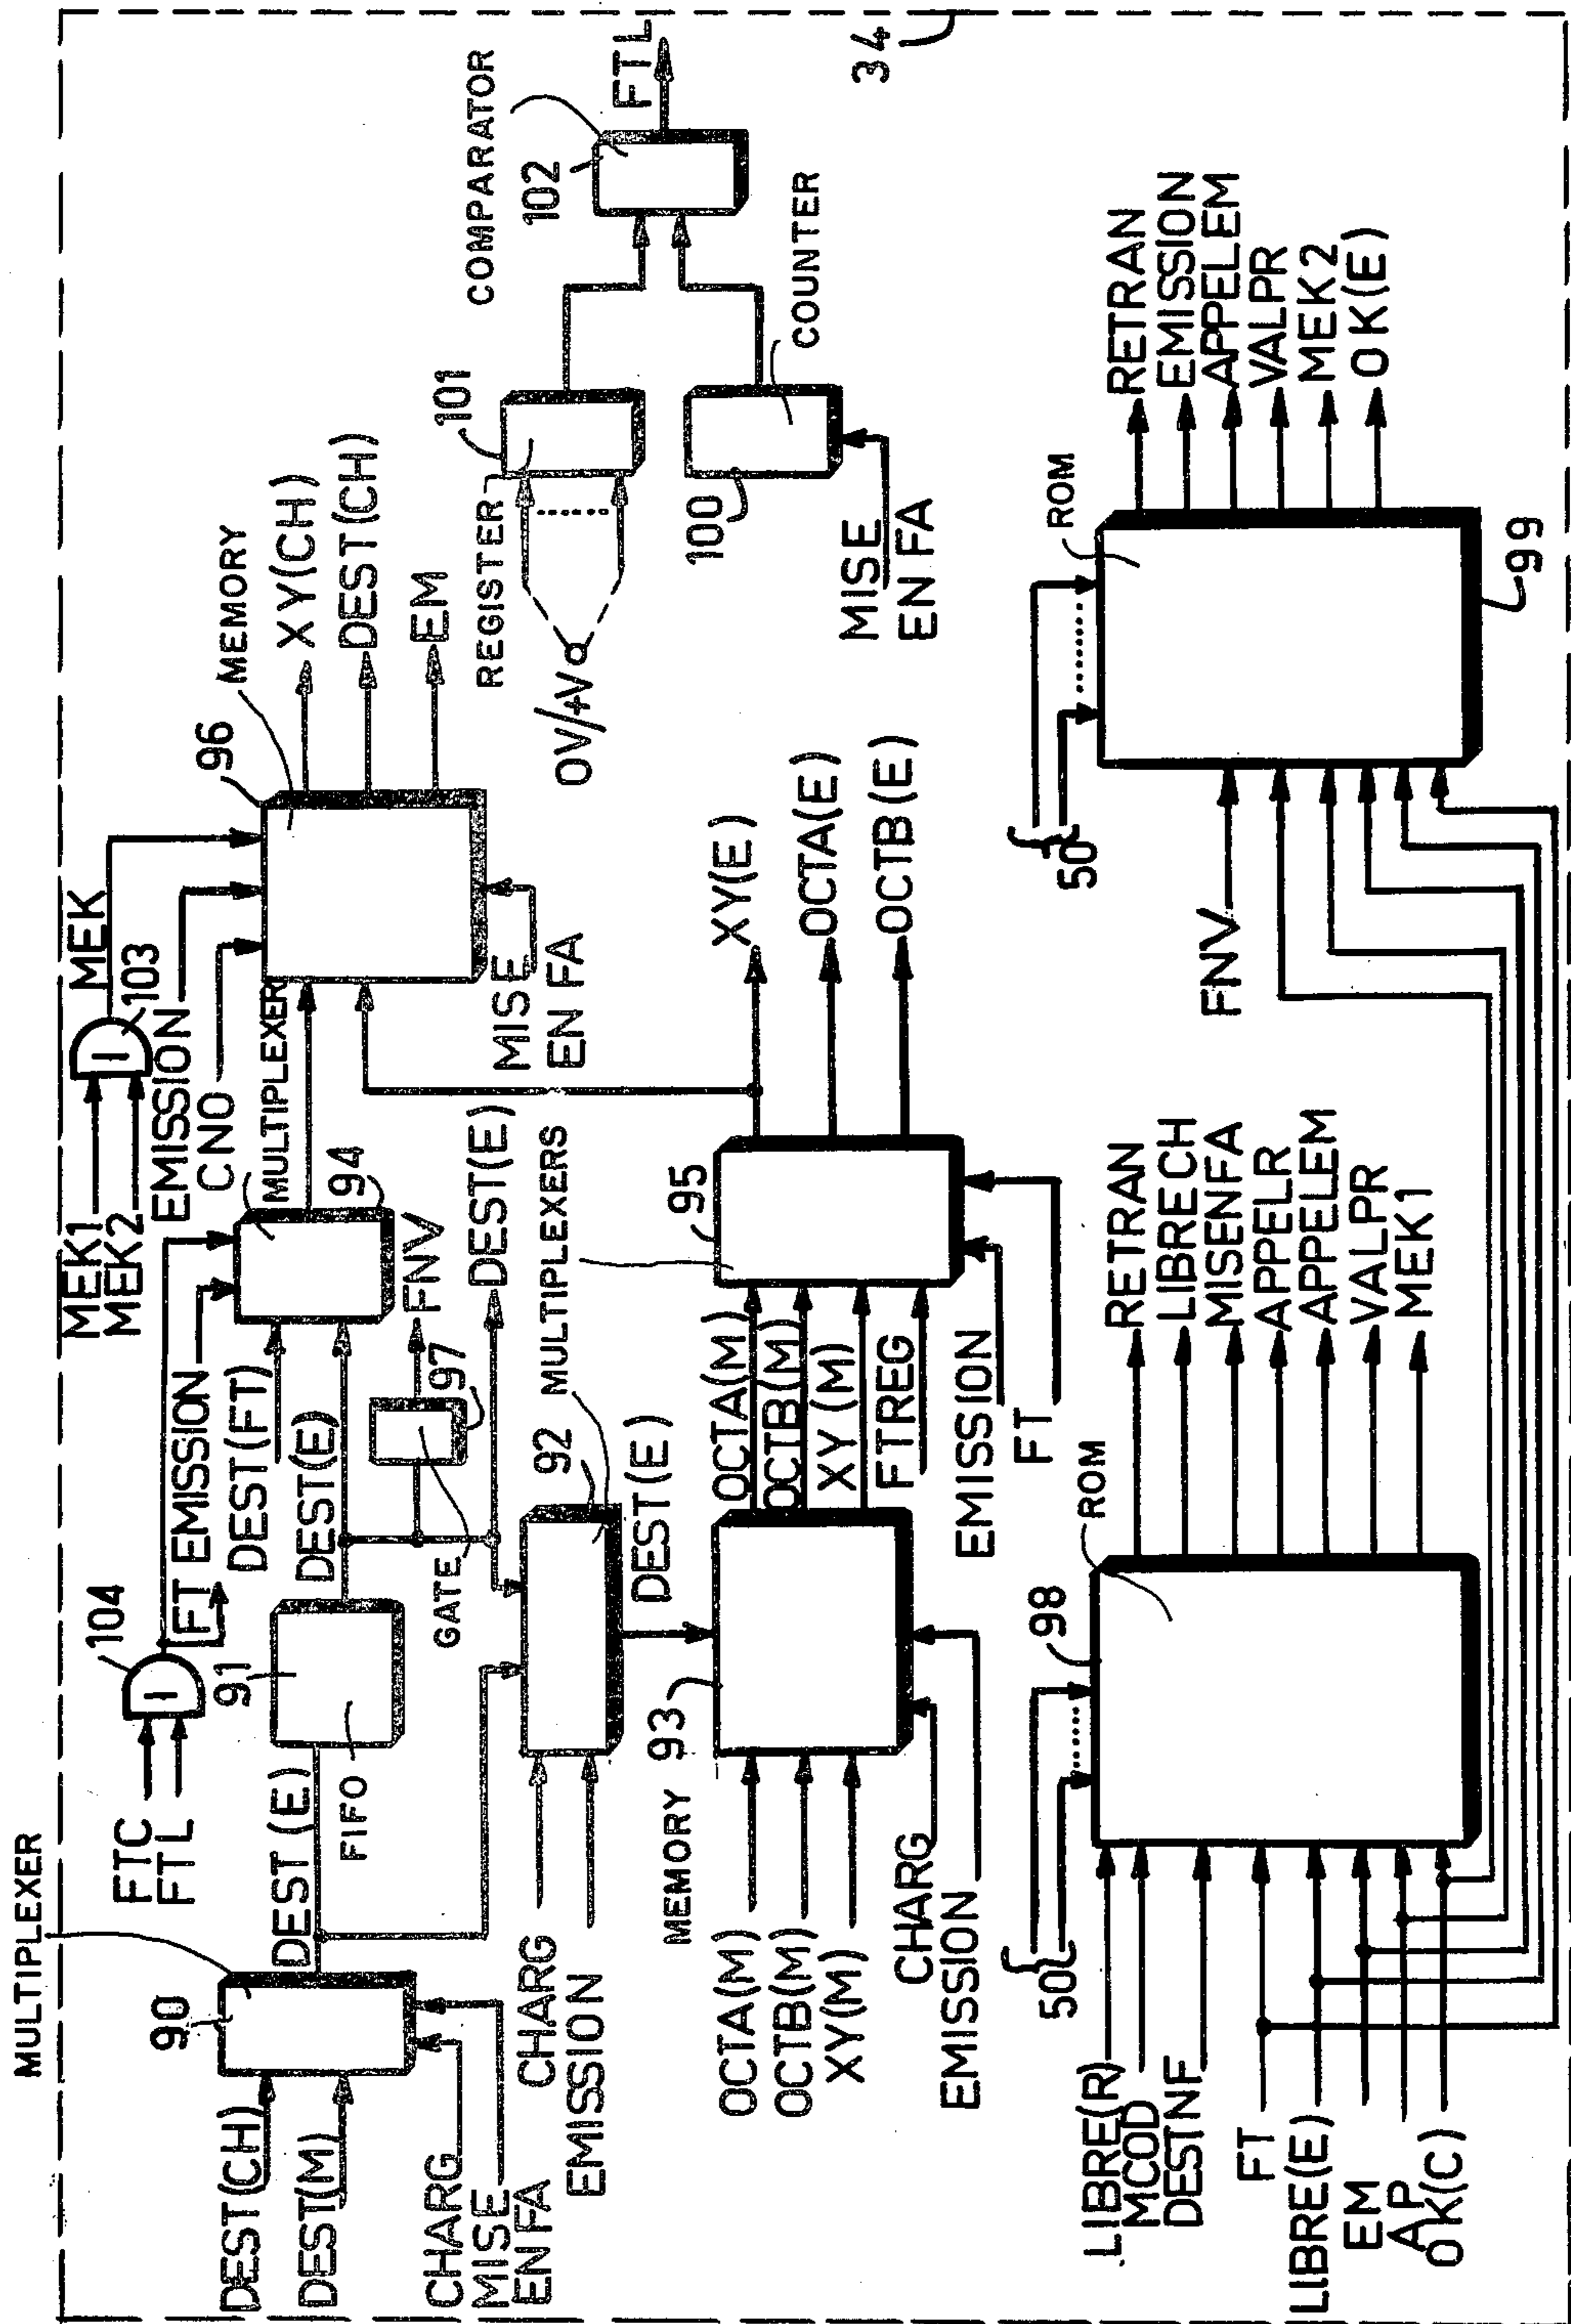 MULTIPLEXER
90
DEST(CH)
DEST(M)
CHARG
MISE
EN FA
DEST (E)
FTC
FTL
104
91
FIFO
FT
EMISSION
DEST(FT)
DEST(E)
GATE
97
FNV
DEST(E)
MEK1
MEK2
103
MEK
EMISSION
CNO
MULTIPLEXER
94
96
MEMORY
MISE
EN FA
XY(CH)
DEST(CH)
EM
REGISTER
101
0V/+V
100
COUNTER
MISE
EN FA
COMPARATOR
102
FTL
34
CHARG
EMISSION
92
MULTIPLEXERS
DEST(E)
MEMORY
93
OCTA(M)
OCTB(M)
XY(M)
CHARG
EMISSION
OCTA(M)
OCTB(M)
XY(M)
FTREG
95
EMISSION
FT
XY(E)
OCTA(E)
OCTB(E)
50
98
ROM
LIBRE(R)
MCOD
DESTNF
FT
LIBRE(E)
EM
AP
OK(C)
RETRAN
LIBRECH
MISENFA
APPELR
APPELEM
VALPR
MEK1
50
FNV
ROM
99
RETRAN
EMISSION
APPELEM
VALPR
MEK2
OK(E)